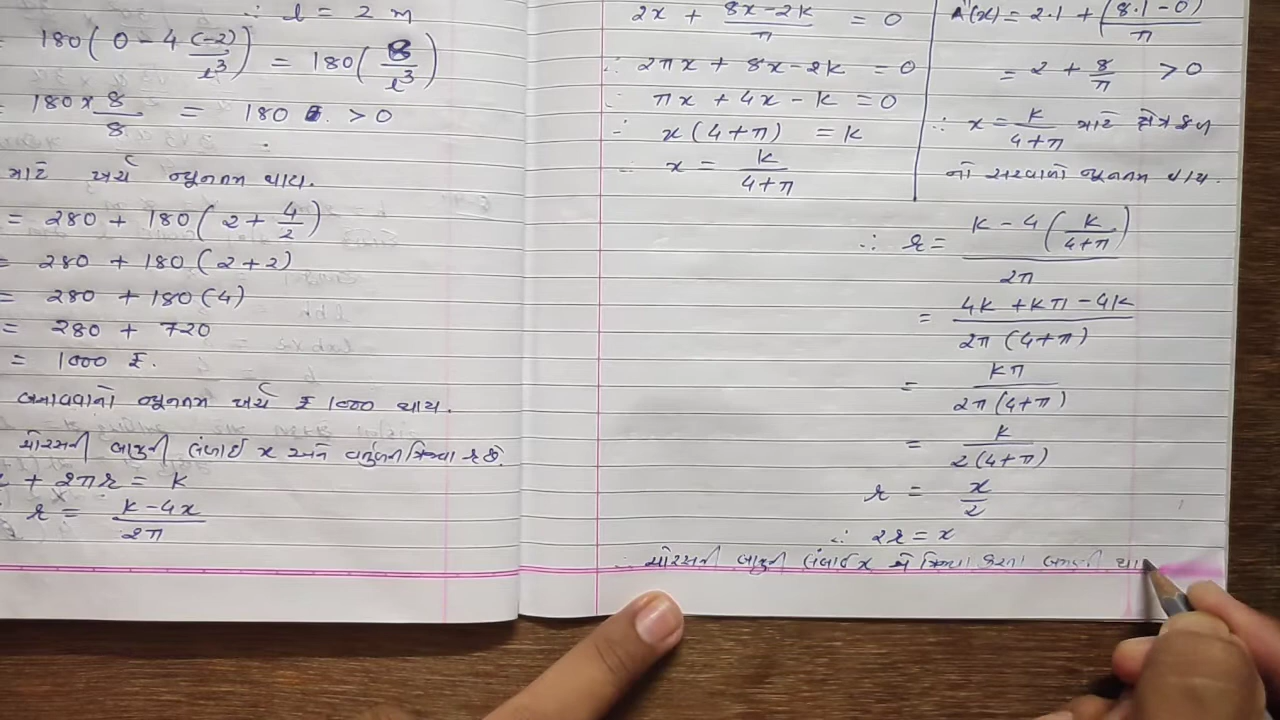 ∴ l = 2 m
= 180( 0 - 4 (-2)/l³ ) = 180( 8/l³ )
= 180 × 8/8 = 180 > 0
માટે ખર્ચ ન્યૂનતમ થાય.
= 280 + 180( 2 + 4/2 )
= 280 + 180( 2+2 )
= 280 + 180(4)
= 280 + 720
= 1000 ₹.
બનાવવાનો ન્યૂનતમ ખર્ચ ₹ 1000 થાય.
ચોરસની બાજુની લંબાઈ x અને વર્તુળની ત્રિજ્યા r છે.
+ 2πr = k
r = (k-4x)/2π
2x + (8x-2k)/π = 0
∴ 2πx + 8x - 2k = 0
∴ πx + 4x - k = 0
∴ x(4+π) = k
∴ x = k/(4+π)
A''(x) = 2·1 + (8·1-0)/π
= 2 + 8/π > 0
∴ x = k/(4+π) માટે ક્ષેત્રફળ
નો સરવાળો ન્યૂનતમ થાય.
∴ r = (k - 4( k/(4+π) ))/2π
= (4k + kπ - 4k)/(2π(4+π))
= kπ/(2π(4+π))
= k/(2(4+π))
r = x/2
∴ 2r = x
∴ ચોરસની બાજુની લંબાઈ x એ ત્રિજ્યા કરતા બમણી થા